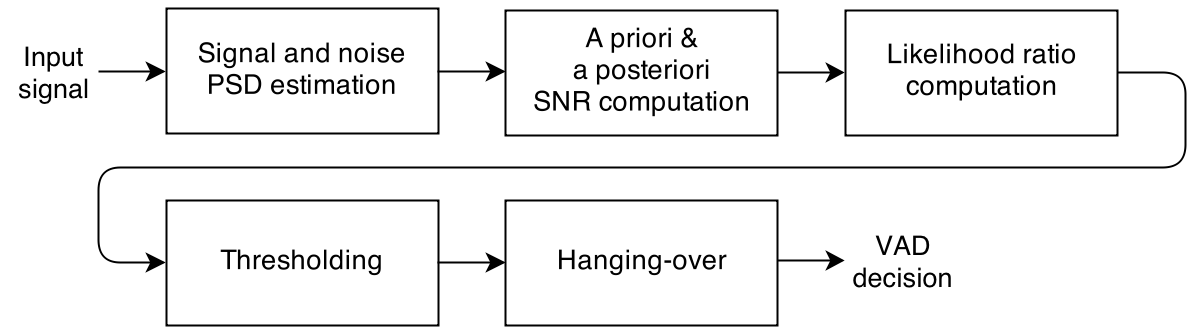 Input
signal
Signal and noise
PSD estimation
A priori &
a posteriori
SNR computation
Likelihood ratio
computation
Thresholding
Hanging-over
VAD
decision